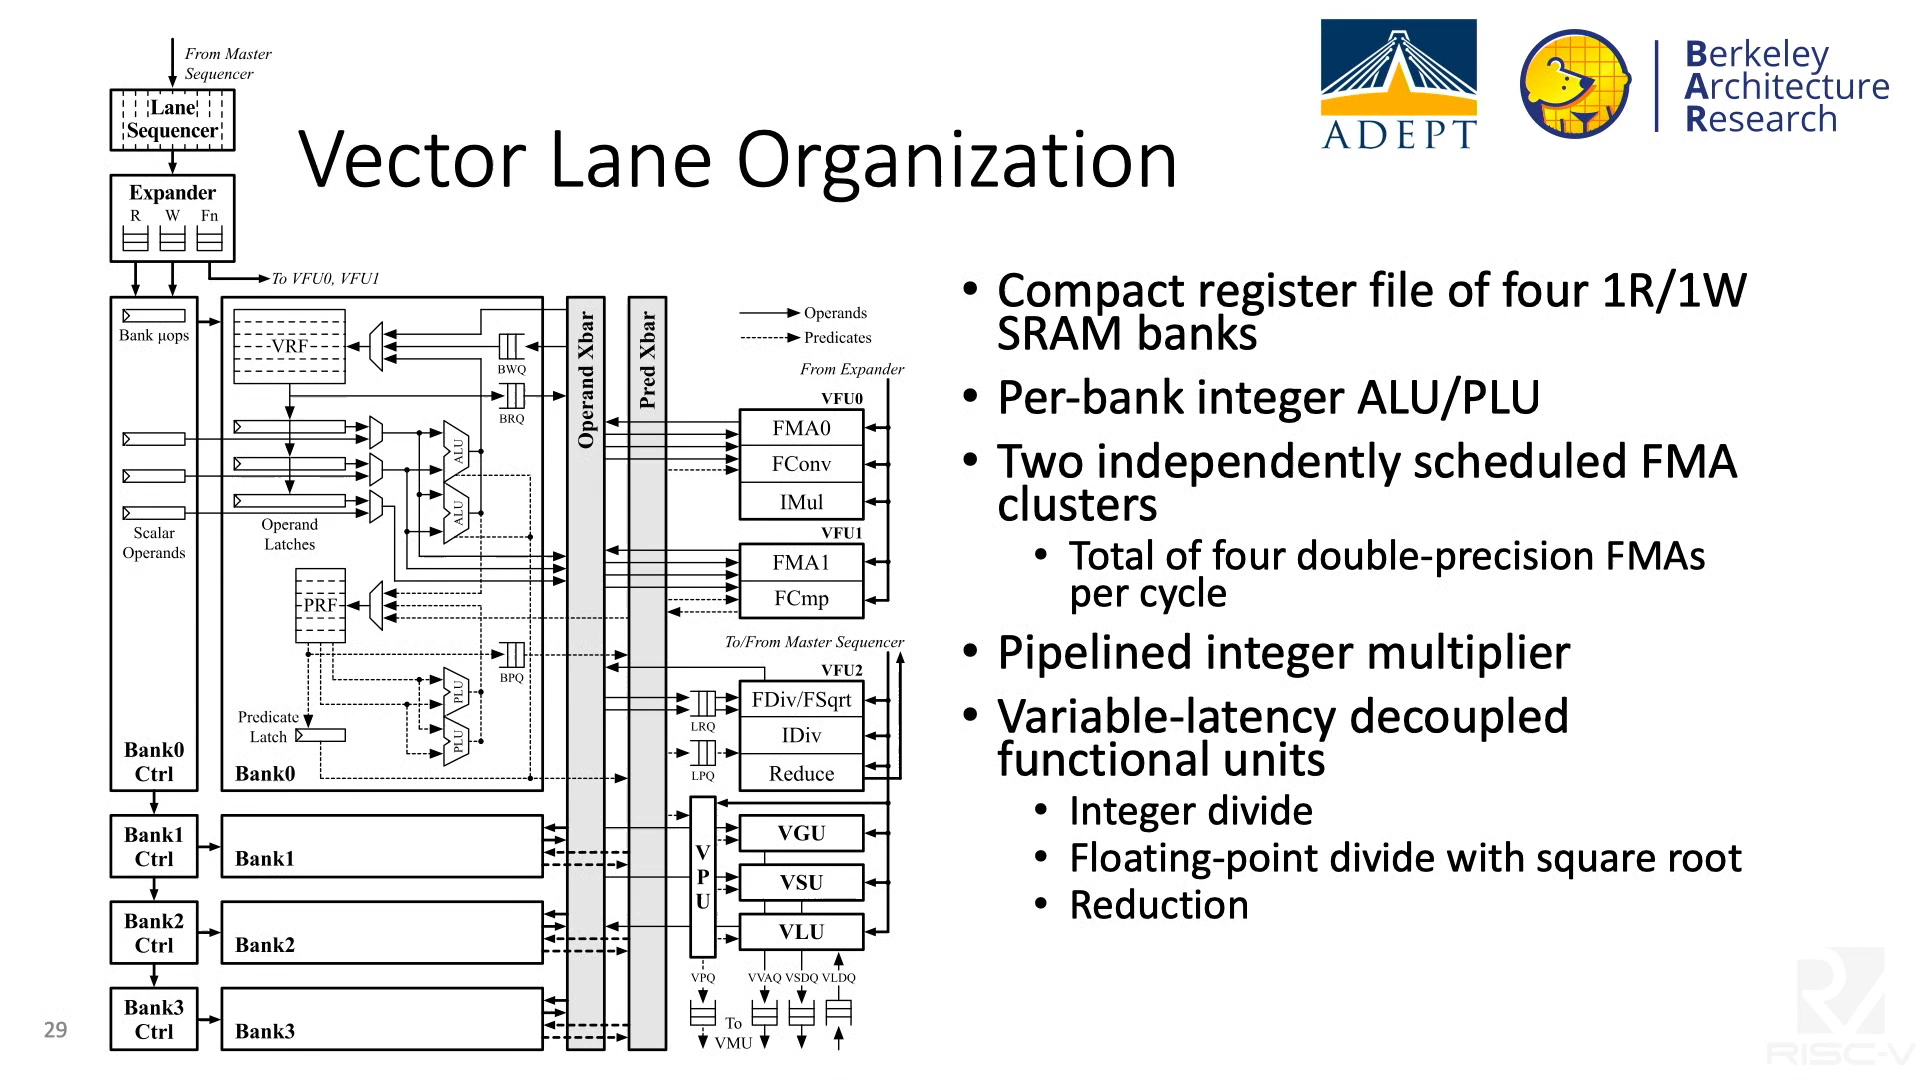 From Master
Sequencer
Lane
Sequencer
Expander
R W Fn
To VFU0, VFU1
Vector Lane Organization
ADEPT
Berkeley
Architecture
Research
Bank μops
VRF
BWQ
BRQ
Operand Xbar
Pred Xbar
Operands
Predicates
From Expander
VFU0
FMA0
FConv
IMul
VFU1
FMA1
FCmp
To/From Master Sequencer
VFU2
FDiv/FSqrt
IDiv
Reduce
LRQ
LPQ
ALU
ALU
Scalar
Operands
Operand
Latches
PRF
BPQ
PLU
PLU
Predicate
Latch
Bank0
Ctrl
Bank0
Bank1
Ctrl
Bank1
Bank2
Ctrl
Bank2
Bank3
Ctrl
Bank3
VPU
VGU
VSU
VLU
VPQ
VVAQ VSDQ VLDQ
To
VMU
• Compact register file of four 1R/1W
SRAM banks
• Per-bank integer ALU/PLU
• Two independently scheduled FMA
clusters
• Total of four double-precision FMAs
per cycle
• Pipelined integer multiplier
• Variable-latency decoupled
functional units
• Integer divide
• Floating-point divide with square root
• Reduction
29
RISC-V